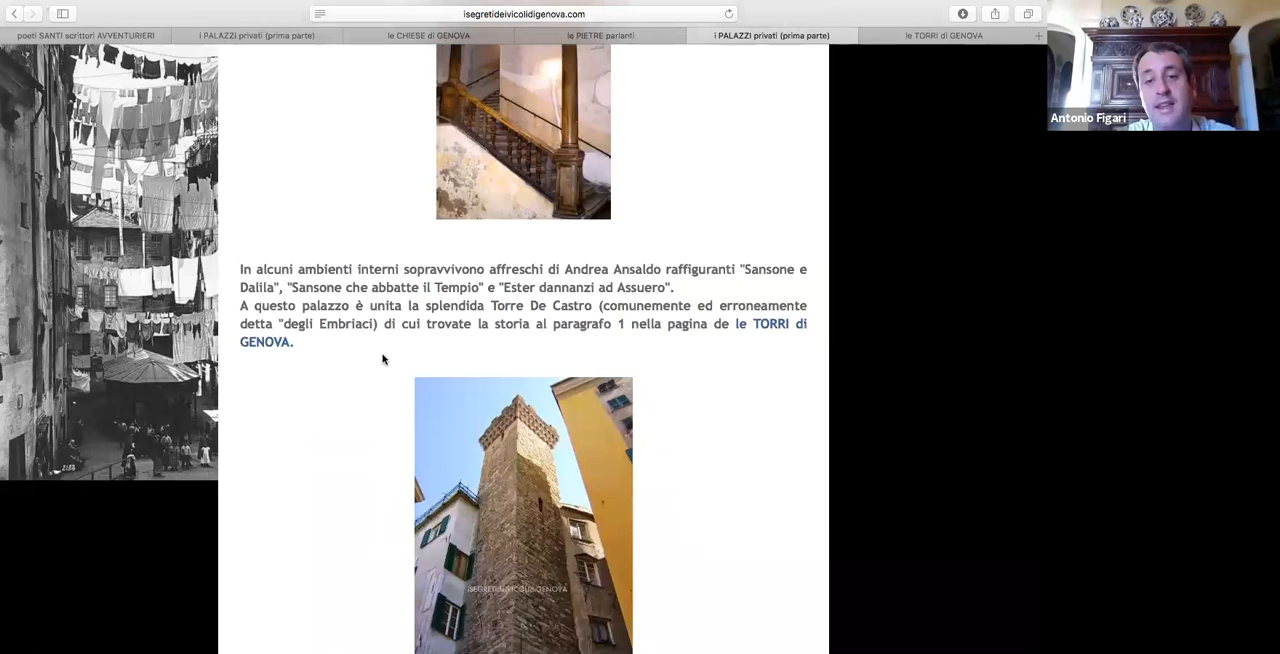 isegretideivicolidigenova.com
poeti SANTI scrittori AVVENTURIERI
i PALAZZI privati (prima parte)
le CHIESE di GENOVA
le PIETRE parlanti
i PALAZZI privati (prima parte)
le TORRI DI GENOVA
Antonio Figari
In alcuni ambienti interni sopravvivono affreschi di Andrea Ansaldo raffiguranti "Sansone e
Dalila", "Sansone che abbatte il Tempio" e "Ester dannanzi ad Assuero".
A questo palazzo è unita la splendida Torre De Castro (comunemente ed erroneamente
detta "degli Embriaci) di cui trovate la storia al paragrafo 1 nella pagina de le TORRI di
GENOVA.
iSEGRETIDEIVICOLIDIGENOVA